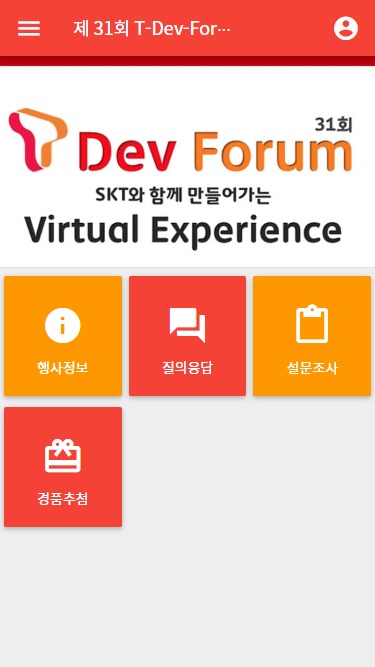 제 31회 T-Dev-For···
31회
Dev Forum
SKT와 함께 만들어가는
Virtual Experience
행사정보
질의응답
설문조사
경품추첨